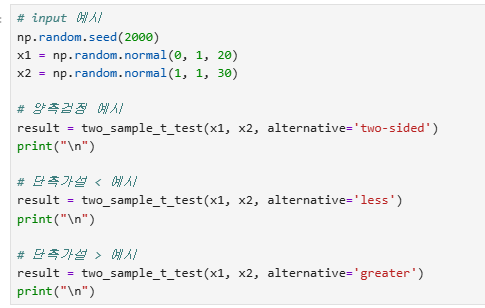 # input 예시
np.random.seed(2000)
x1 = np.random.normal(0, 1, 20)
x2 = np.random.normal(1, 1, 30)
# 양측검정 예시
result = two_sample_t_test(x1, x2, alternative='two-sided')
print("\n")
# 단측가설 < 예시
result = two_sample_t_test(x1, x2, alternative='less')
print("\n")
# 단측가설 > 예시
result = two_sample_t_test(x1, x2, alternative='greater')
print("\n")